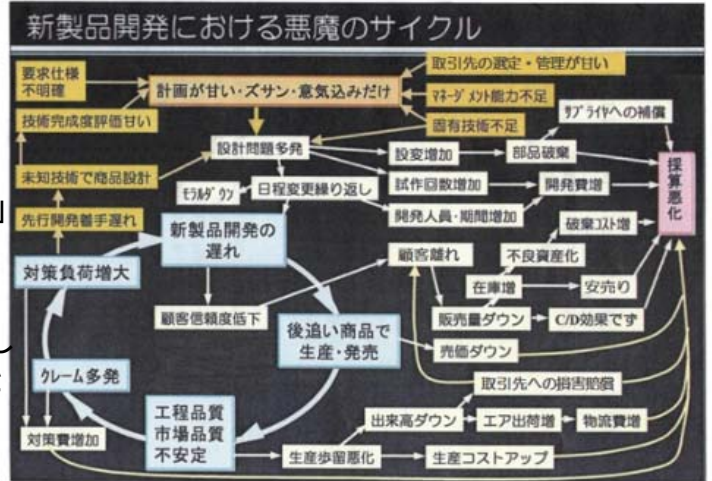 新製品開発における悪魔のサイクル
要求仕様
不明確
計画が甘い・ズサン・意気込みだけ
取引先の選定・管理が甘い
マネージメント能力不足
固有技術不足
技術完成度評価甘い
サプライヤへの補償
設計問題多発
設変増加
部品破棄
採算悪化
未知技術で商品設計
モラルダウン
日程変更繰り返し
試作回数増加
開発費増
開発人員・期間増加
先行開発着手遅れ
新製品開発の
遅れ
破棄コスト増
顧客離れ
不良資産化
対策負荷増大
在庫増
安売り
顧客信頼度低下
後追い商品で
生産・発売
販売量ダウン
C/D効果でず
売価ダウン
クレーム多発
取引先への損害賠償
工程品質
市場品質
不安定
出来高ダウン
エア出荷増
物流費増
対策費増加
生産歩留悪化
生産コストアップ